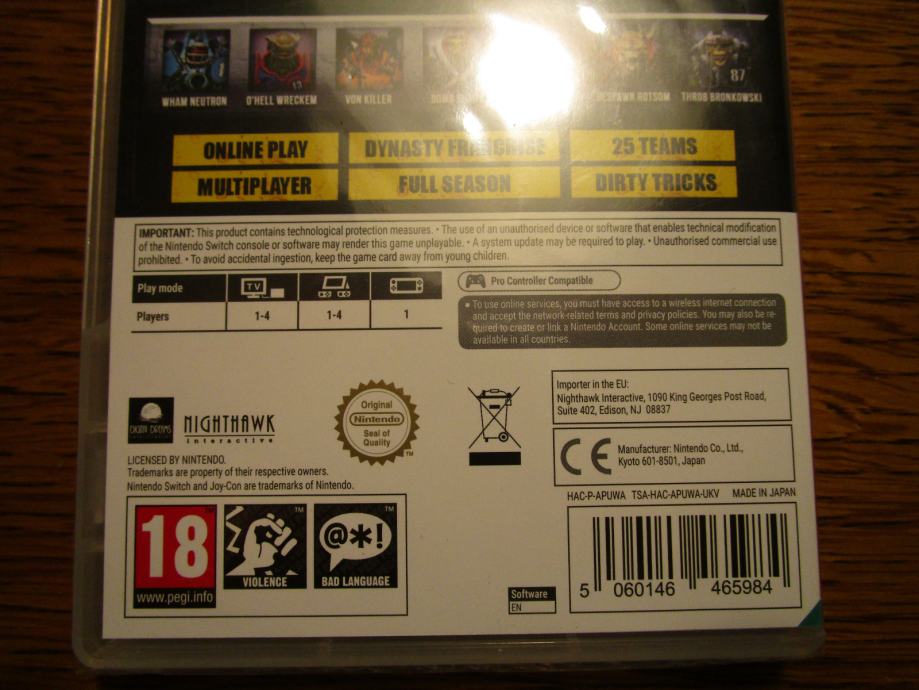 WHAM NEUTRON O'HELL WRECKEM VON KILLER THROB BRONKOWSKI
87
ONLINE PLAY DYNASTY FRANCHISE 25 TEAMS
MULTIPLAYER FULL SEASON DIRTY TRICKS
IMPORTANT: This product contains technological protection measures. • The use of an unauthorised device or software that enables technical modification
of the Nintendo Switch console or software may render this game unplayable. • A system update may be required to play. • Unauthorised commercial use
prohibited. • To avoid accidental ingestion, keep the game card away from young children.
Play mode TV
Players 1-4 1-4 1
Pro Controller Compatible
• To use online services, you must have access to a wireless internet connection
and accept the network-related terms and privacy policies. You may also be re-
quired to create or link a Nintendo Account. Some online services may not be
available in all countries.
DIGITAL DREAMS
NIGHTHAWK
interactive
Original
Nintendo
Seal of
Quality
TM
Importer in the EU:
Nighthawk Interactive, 1090 King Georges Post Road,
Suite 402, Edison, NJ 08837
CE Manufacturer: Nintendo Co., Ltd.,
Kyoto 601-8501, Japan
LICENSED BY NINTENDO.
Trademarks are property of their respective owners.
Nintendo Switch and Joy-Con are trademarks of Nintendo.
HAC-P-APUWA TSA-HAC-APUWA-UKV MADE IN JAPAN
18
www.pegi.info
TM
VIOLENCE
TM
@*!
BAD LANGUAGE
Software
EN
5 060146 465984